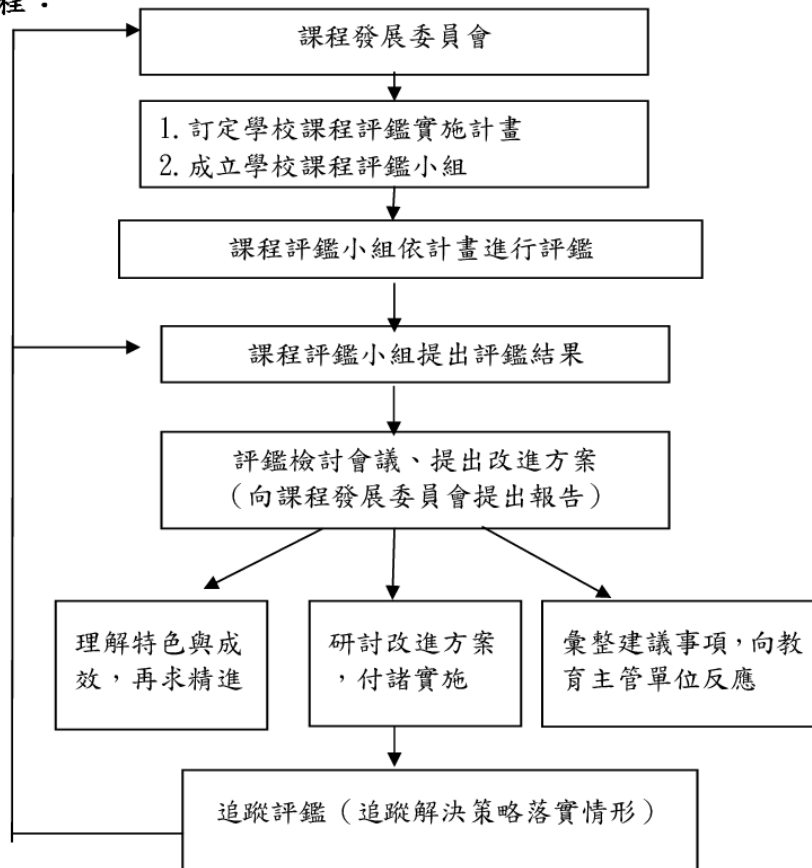 程：
課程發展委員會
1. 訂定學校課程評鑑實施計畫
2. 成立學校課程評鑑小組
課程評鑑小組依計畫進行評鑑
課程評鑑小組提出評鑑結果
評鑑檢討會議、提出改進方案
（向課程發展委員會提出報告）
理解特色與成
效，再求精進
研討改進方案
，付諸實施
彙整建議事項，向教
育主管單位反應
追蹤評鑑（追蹤解決策略落實情形）